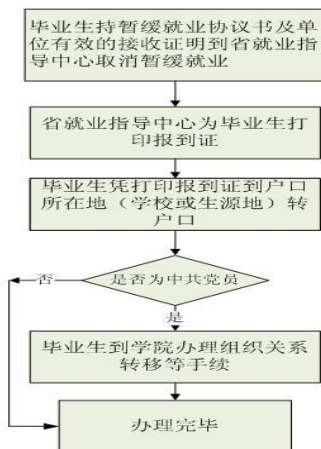 毕业生持暂缓就业协议书及单
位有效的接收证明到省就业指
导中心取消暂缓就业
省就业指导中心为毕业生打
印报到证
毕业生凭打印报到证到户口
所在地（学校或生源地）转
户口
否
是否为中共党员
是
毕业生到学院办理组织关系
转移等手续
办理完毕